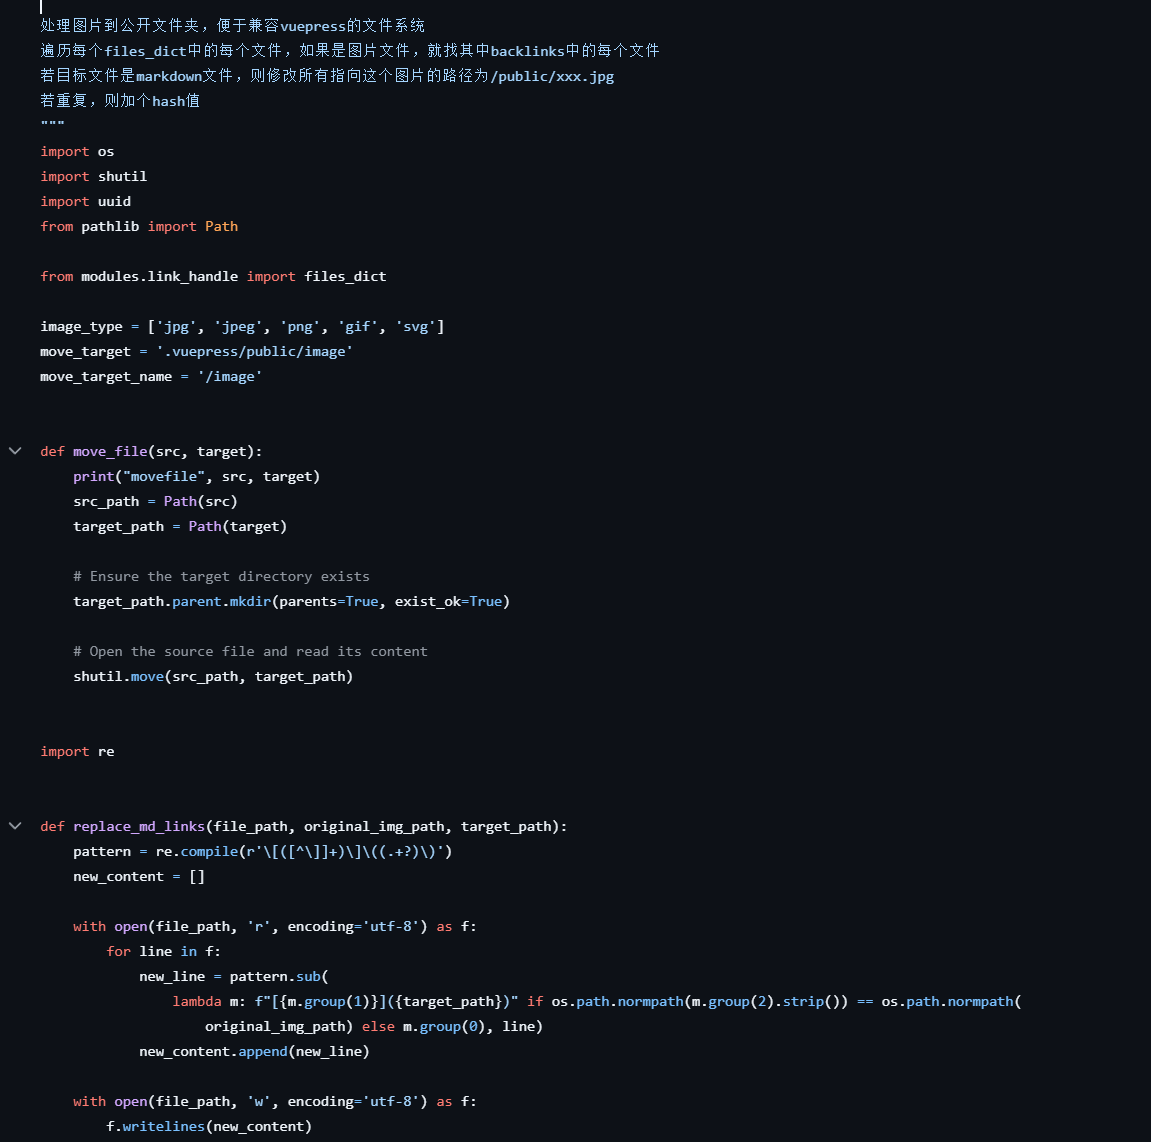 处理图片到公开文件夹，便于兼容vuepress的文件系统
遍历每个files_dict中的每个文件，如果是图片文件，就找其中backlinks中的每个文件
若目标文件是markdown文件，则修改所有指向这个图片的路径为/public/xxx.jpg
若重复，则加个hash值
"""
import os
import shutil
import uuid
from pathlib import Path

from modules.link_handle import files_dict

image_type = ['jpg', 'jpeg', 'png', 'gif', 'svg']
move_target = '.vuepress/public/image'
move_target_name = '/image'


def move_file(src, target):
    print("movefile", src, target)
    src_path = Path(src)
    target_path = Path(target)

    # Ensure the target directory exists
    target_path.parent.mkdir(parents=True, exist_ok=True)

    # Open the source file and read its content
    shutil.move(src_path, target_path)


import re


def replace_md_links(file_path, original_img_path, target_path):
    pattern = re.compile(r'\[([^\]]+)\]\((.+?)\)')
    new_content = []

    with open(file_path, 'r', encoding='utf-8') as f:
        for line in f:
            new_line = pattern.sub(
                lambda m: f"[{m.group(1)}]({target_path})" if os.path.normpath(m.group(2).strip()) == os.path.normpath(
                    original_img_path) else m.group(0), line)
            new_content.append(new_line)

    with open(file_path, 'w', encoding='utf-8') as f:
        f.writelines(new_content)